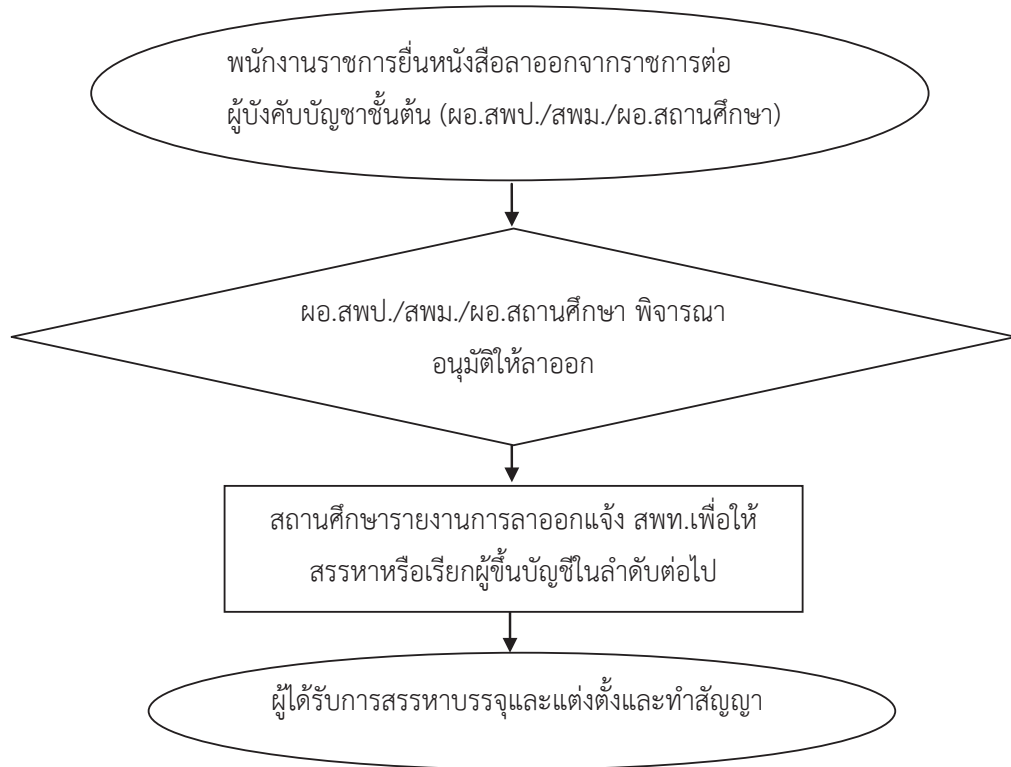 พนักงานราชการยื่นหนังสือลาออกจากราชการต่อ
ผู้บังคับบัญชาชั้นต้น (ผอ.สพป./สพม./ผอ.สถานศึกษา)
ผอ.สพป./สพม./ผอ.สถานศึกษา พิจารณา
อนุมัติให้ลาออก
สถานศึกษารายงานการลาออกแจ้ง สพท.เพื่อให้
สรรหาหรือเรียกผู้ขึ้นบัญชีในลำดับต่อไป
ผู้ได้รับการสรรหาบรรจุและแต่งตั้งและทำสัญญา